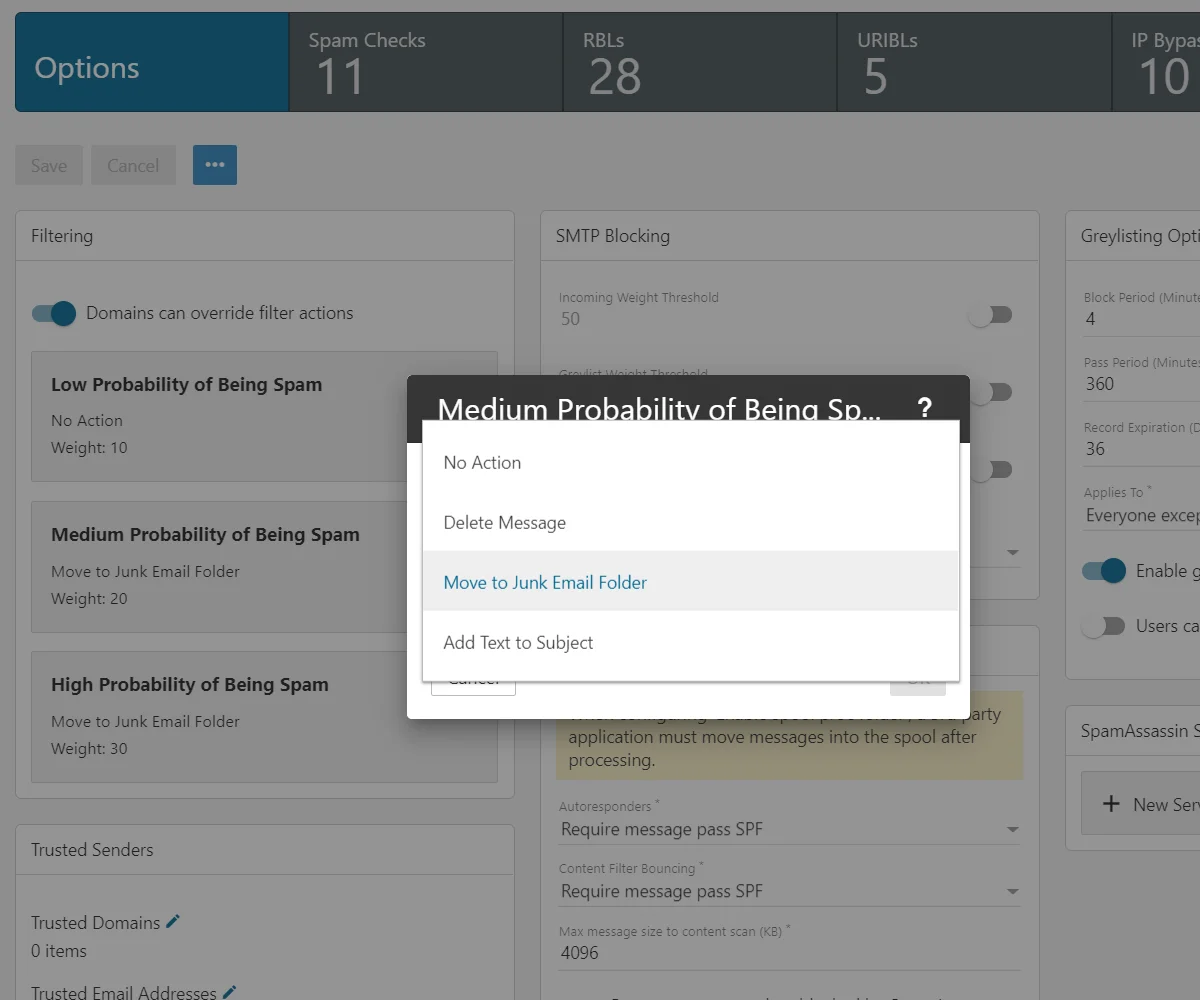 Options
Spam Checks
11
RBLs
28
URIBLs
5
IP Bypas
10
Save
Cancel
•••
Filtering
Domains can override filter actions
Low Probability of Being Spam
No Action
Weight: 10
Medium Probability of Being Spam
Move to Junk Email Folder
Weight: 20
High Probability of Being Spam
Move to Junk Email Folder
Weight: 30
Trusted Senders
Trusted Domains
0 items
Trusted Email Addresses
SMTP Blocking
Incoming Weight Threshold
50
Greylist Weight Threshold
Medium Probability of Being Sp...
?
No Action
Delete Message
Move to Junk Email Folder
Add Text to Subject
Cancel
OK
party
application must move messages into the spool after
processing.
Autoresponders *
Require message pass SPF
Content Filter Bouncing *
Require message pass SPF
Max message size to content scan (KB) *
4096
Greylisting Opti
Block Period (Minute
4
Pass Period (Minutes
360
Record Expiration (D
36
Applies To *
Everyone excep
Enable g
Users ca
SpamAssassin S
+ New Serv